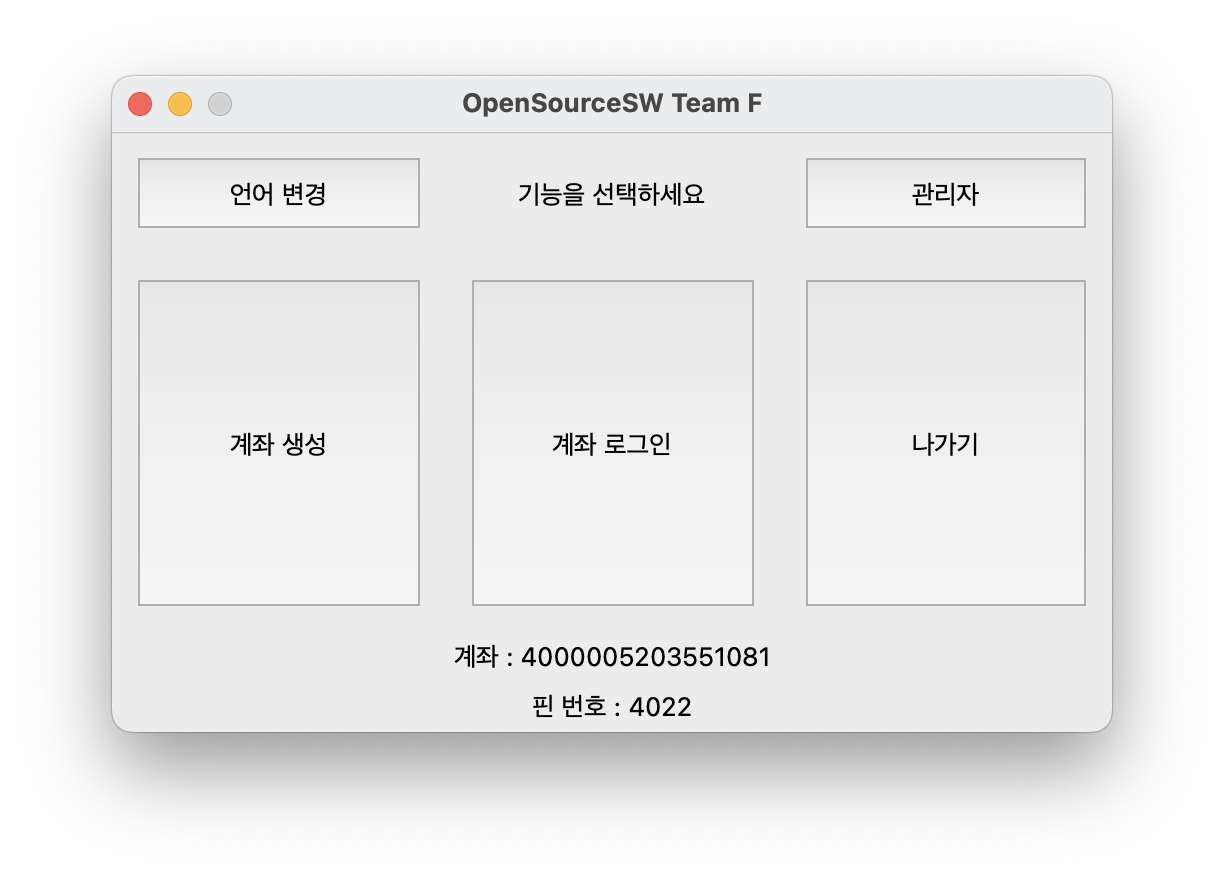 OpenSourceSW Team F
언어 변경
기능을 선택하세요
관리자
계좌 생성
계좌 로그인
나가기
계좌 : 4000005203551081
핀 번호 : 4022